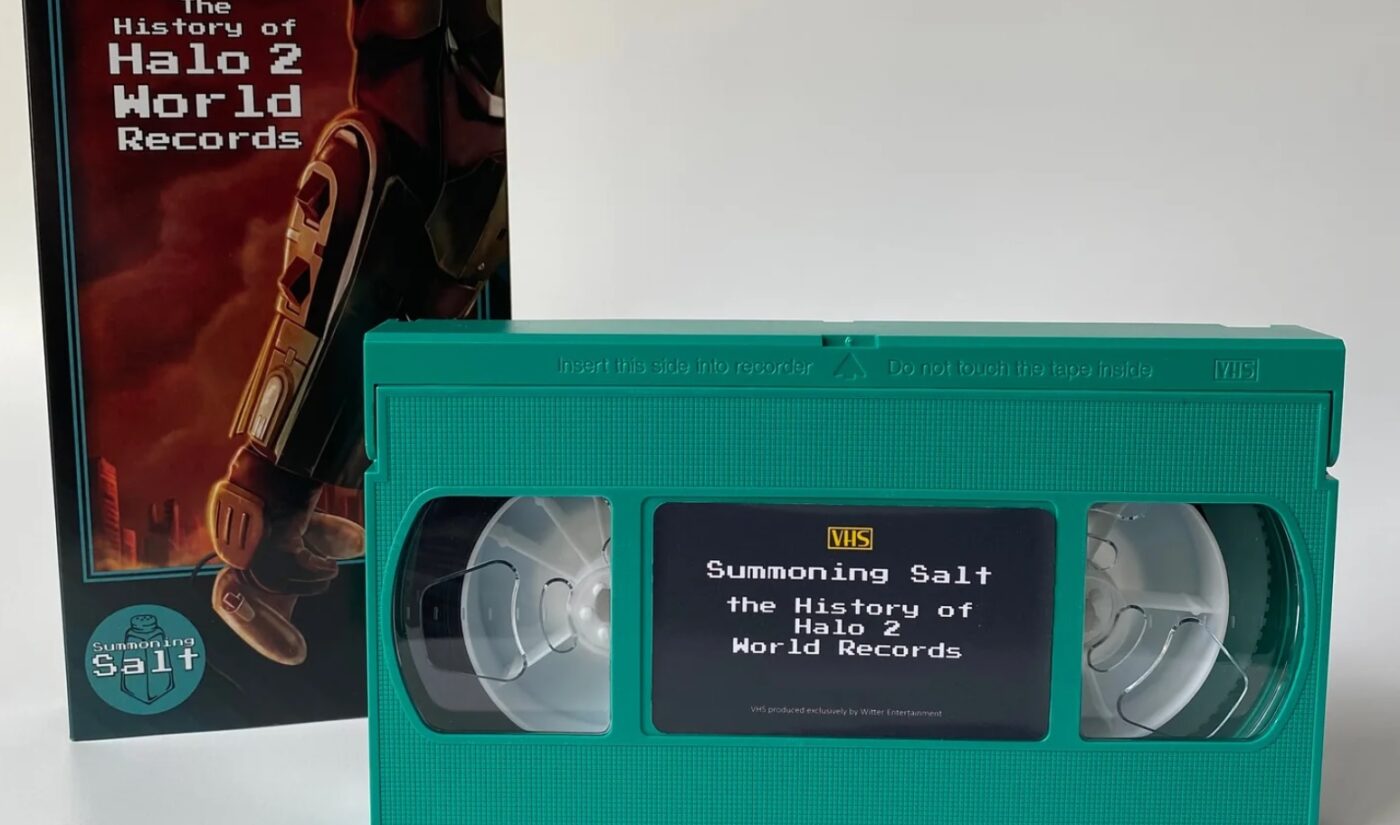 The
History of
Halo 2
World
Records
Summoning
Salt
Insert this side into recorder
Do not touch the tape inside
VHS
VHS
Summoning Salt
the History of
Halo 2
World Records
VHS produced exclusively by Witter Entertainment